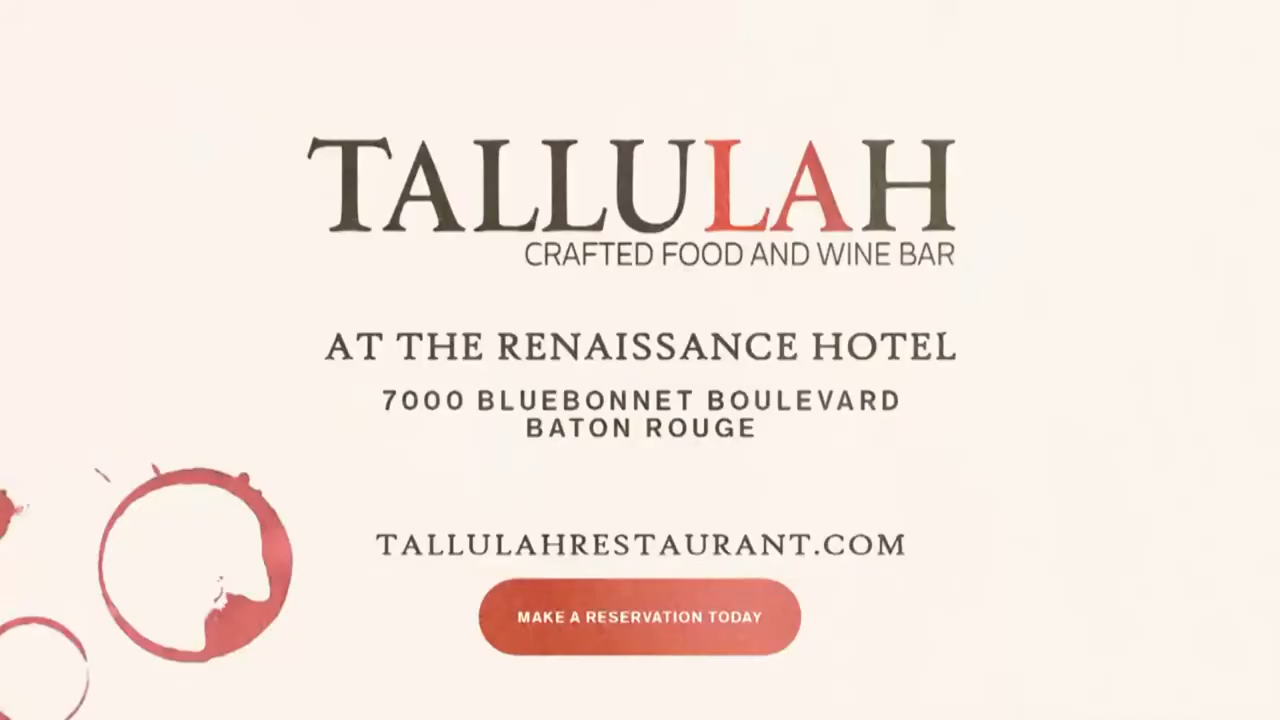 TALLULAH
CRAFTED FOOD AND WINE BAR
AT THE RENAISSANCE HOTEL
7000 BLUEBONNET BOULEVARD
BATON ROUGE
TALLULAHRESTAURANT.COM
MAKE A RESERVATION TODAY